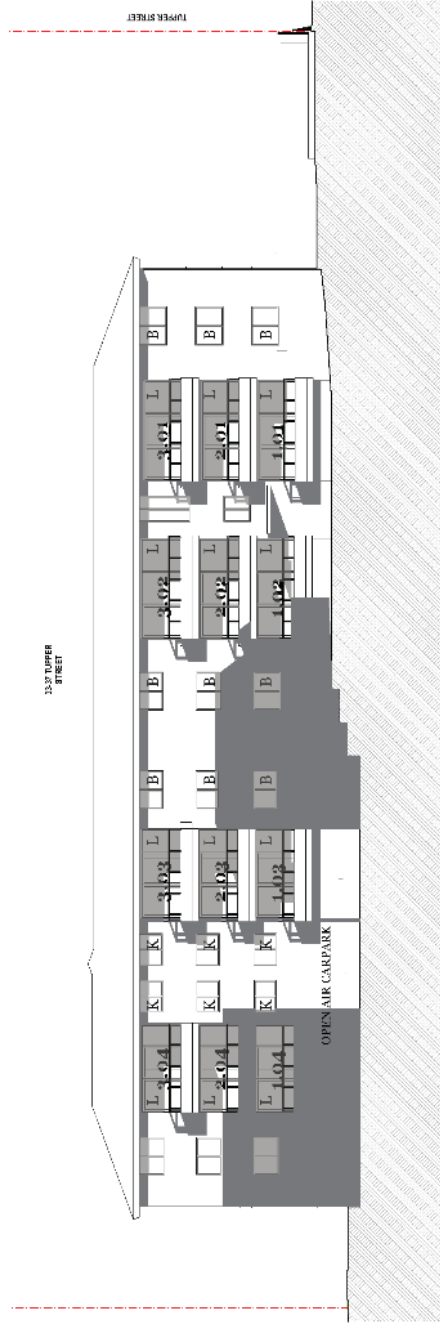 TUPPER STREET
33-37 TUPPER
STREET
L 3.04 K K 3.03 L B B 3.02 L 3.01 L B
L 2.04 K K 2.03 L B B 2.02 L 2.01 L B
L 1.04 K K 1.03 L B B 1.02 L 1.01 L B
OPEN AIR CARPARK